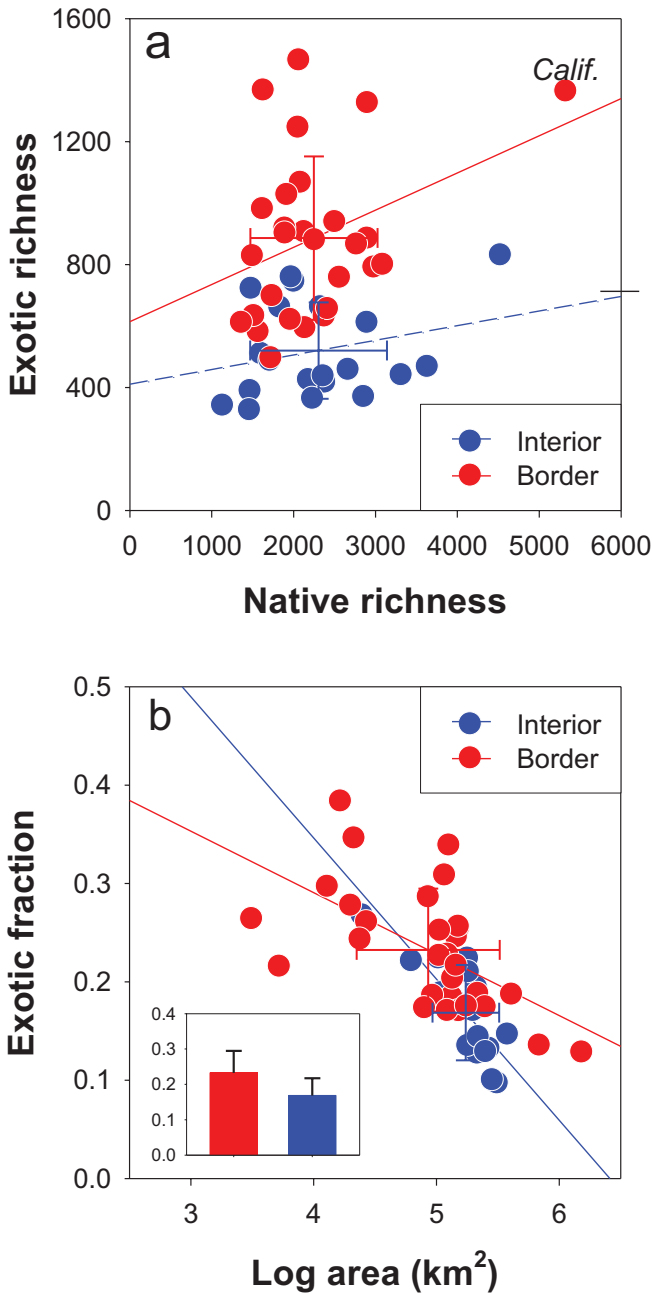 a
Calif.
1600
1200
800
400
0
Exotic richness
Interior
Border
0 1000 2000 3000 4000 5000 6000
Native richness
b
0.5
0.4
0.3
0.2
0.1
0.0
Exotic fraction
Interior
Border
0.4
0.3
0.2
0.1
0.0
3 4 5 6
Log area (km²)